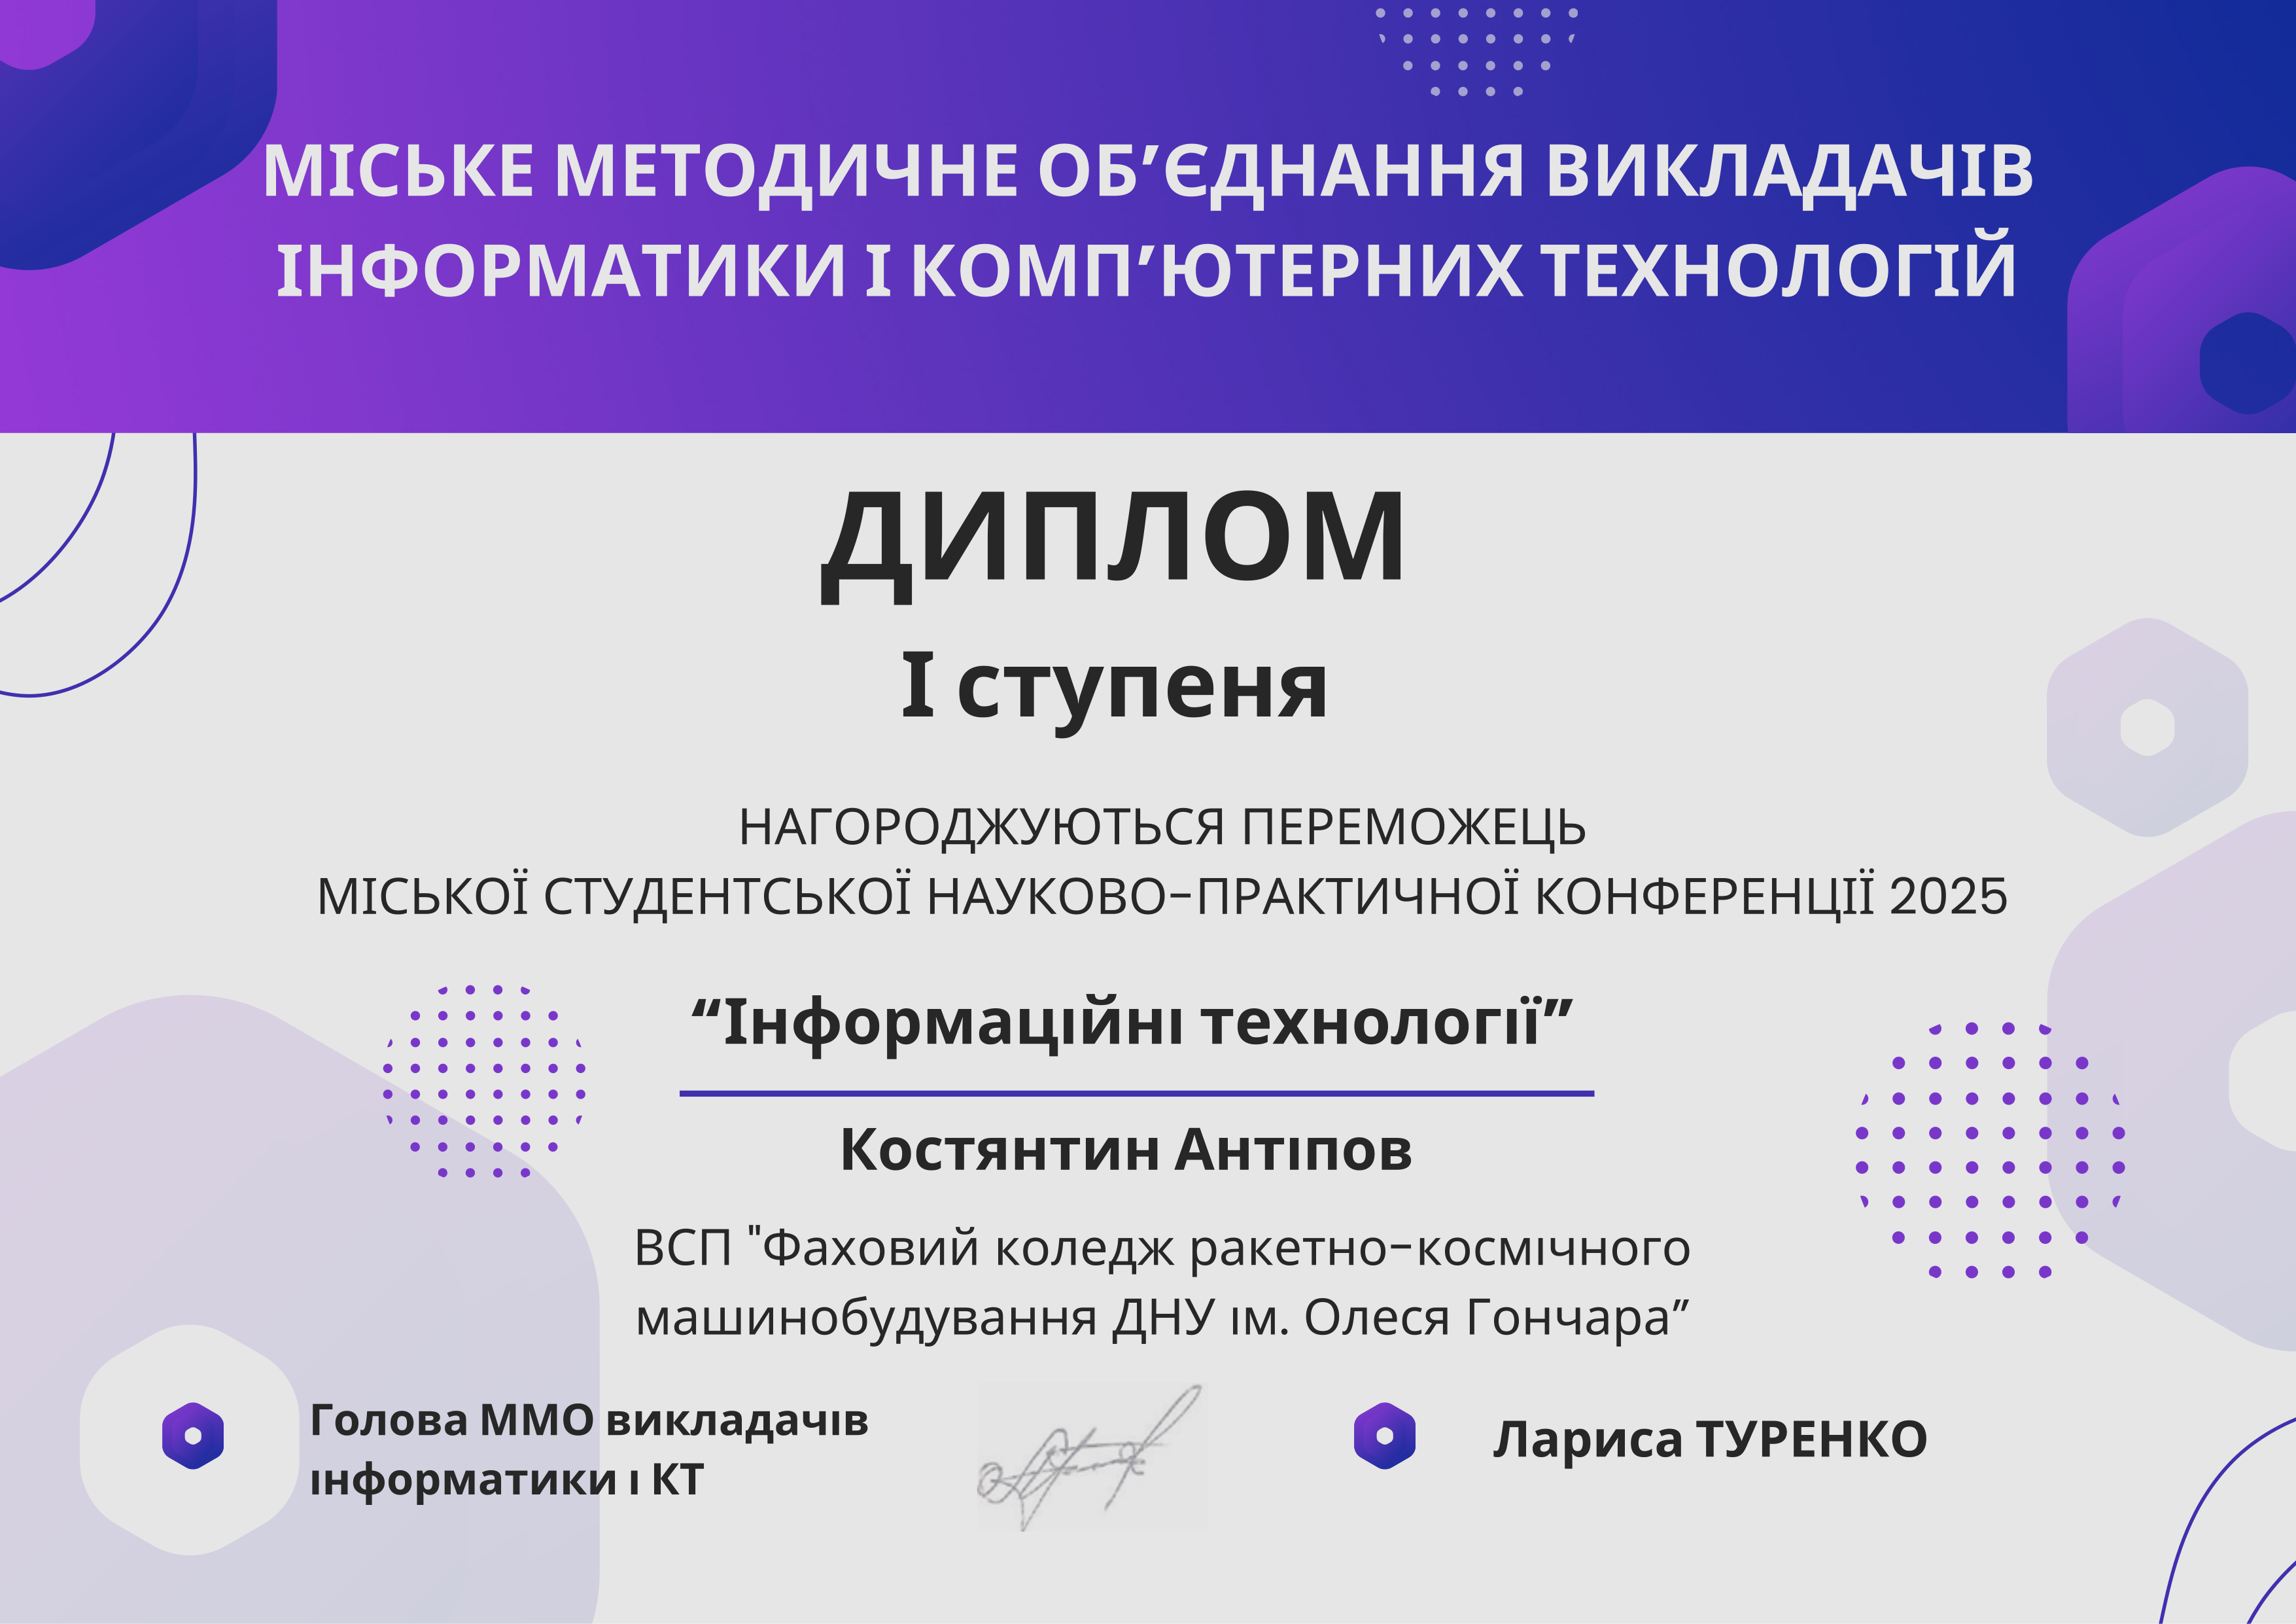 МІСЬКЕ МЕТОДИЧНЕ ОБ’ЄДНАННЯ ВИКЛАДАЧІВ
ІНФОРМАТИКИ І КОМП’ЮТЕРНИХ ТЕХНОЛОГІЙ
ДИПЛОМ
І ступеня
НАГОРОДЖУЮТЬСЯ ПЕРЕМОЖЕЦЬ
МІСЬКОЇ СТУДЕНТСЬКОЇ НАУКОВО-ПРАКТИЧНОЇ КОНФЕРЕНЦІЇ 2025
“Інформаційні технології”
Костянтин Антіпов
ВСП "Фаховий коледж ракетно-космічного
машинобудування ДНУ ім. Олеся Гончара”
Голова ММО викладачів
інформатики і КТ
Лариса ТУРЕНКО